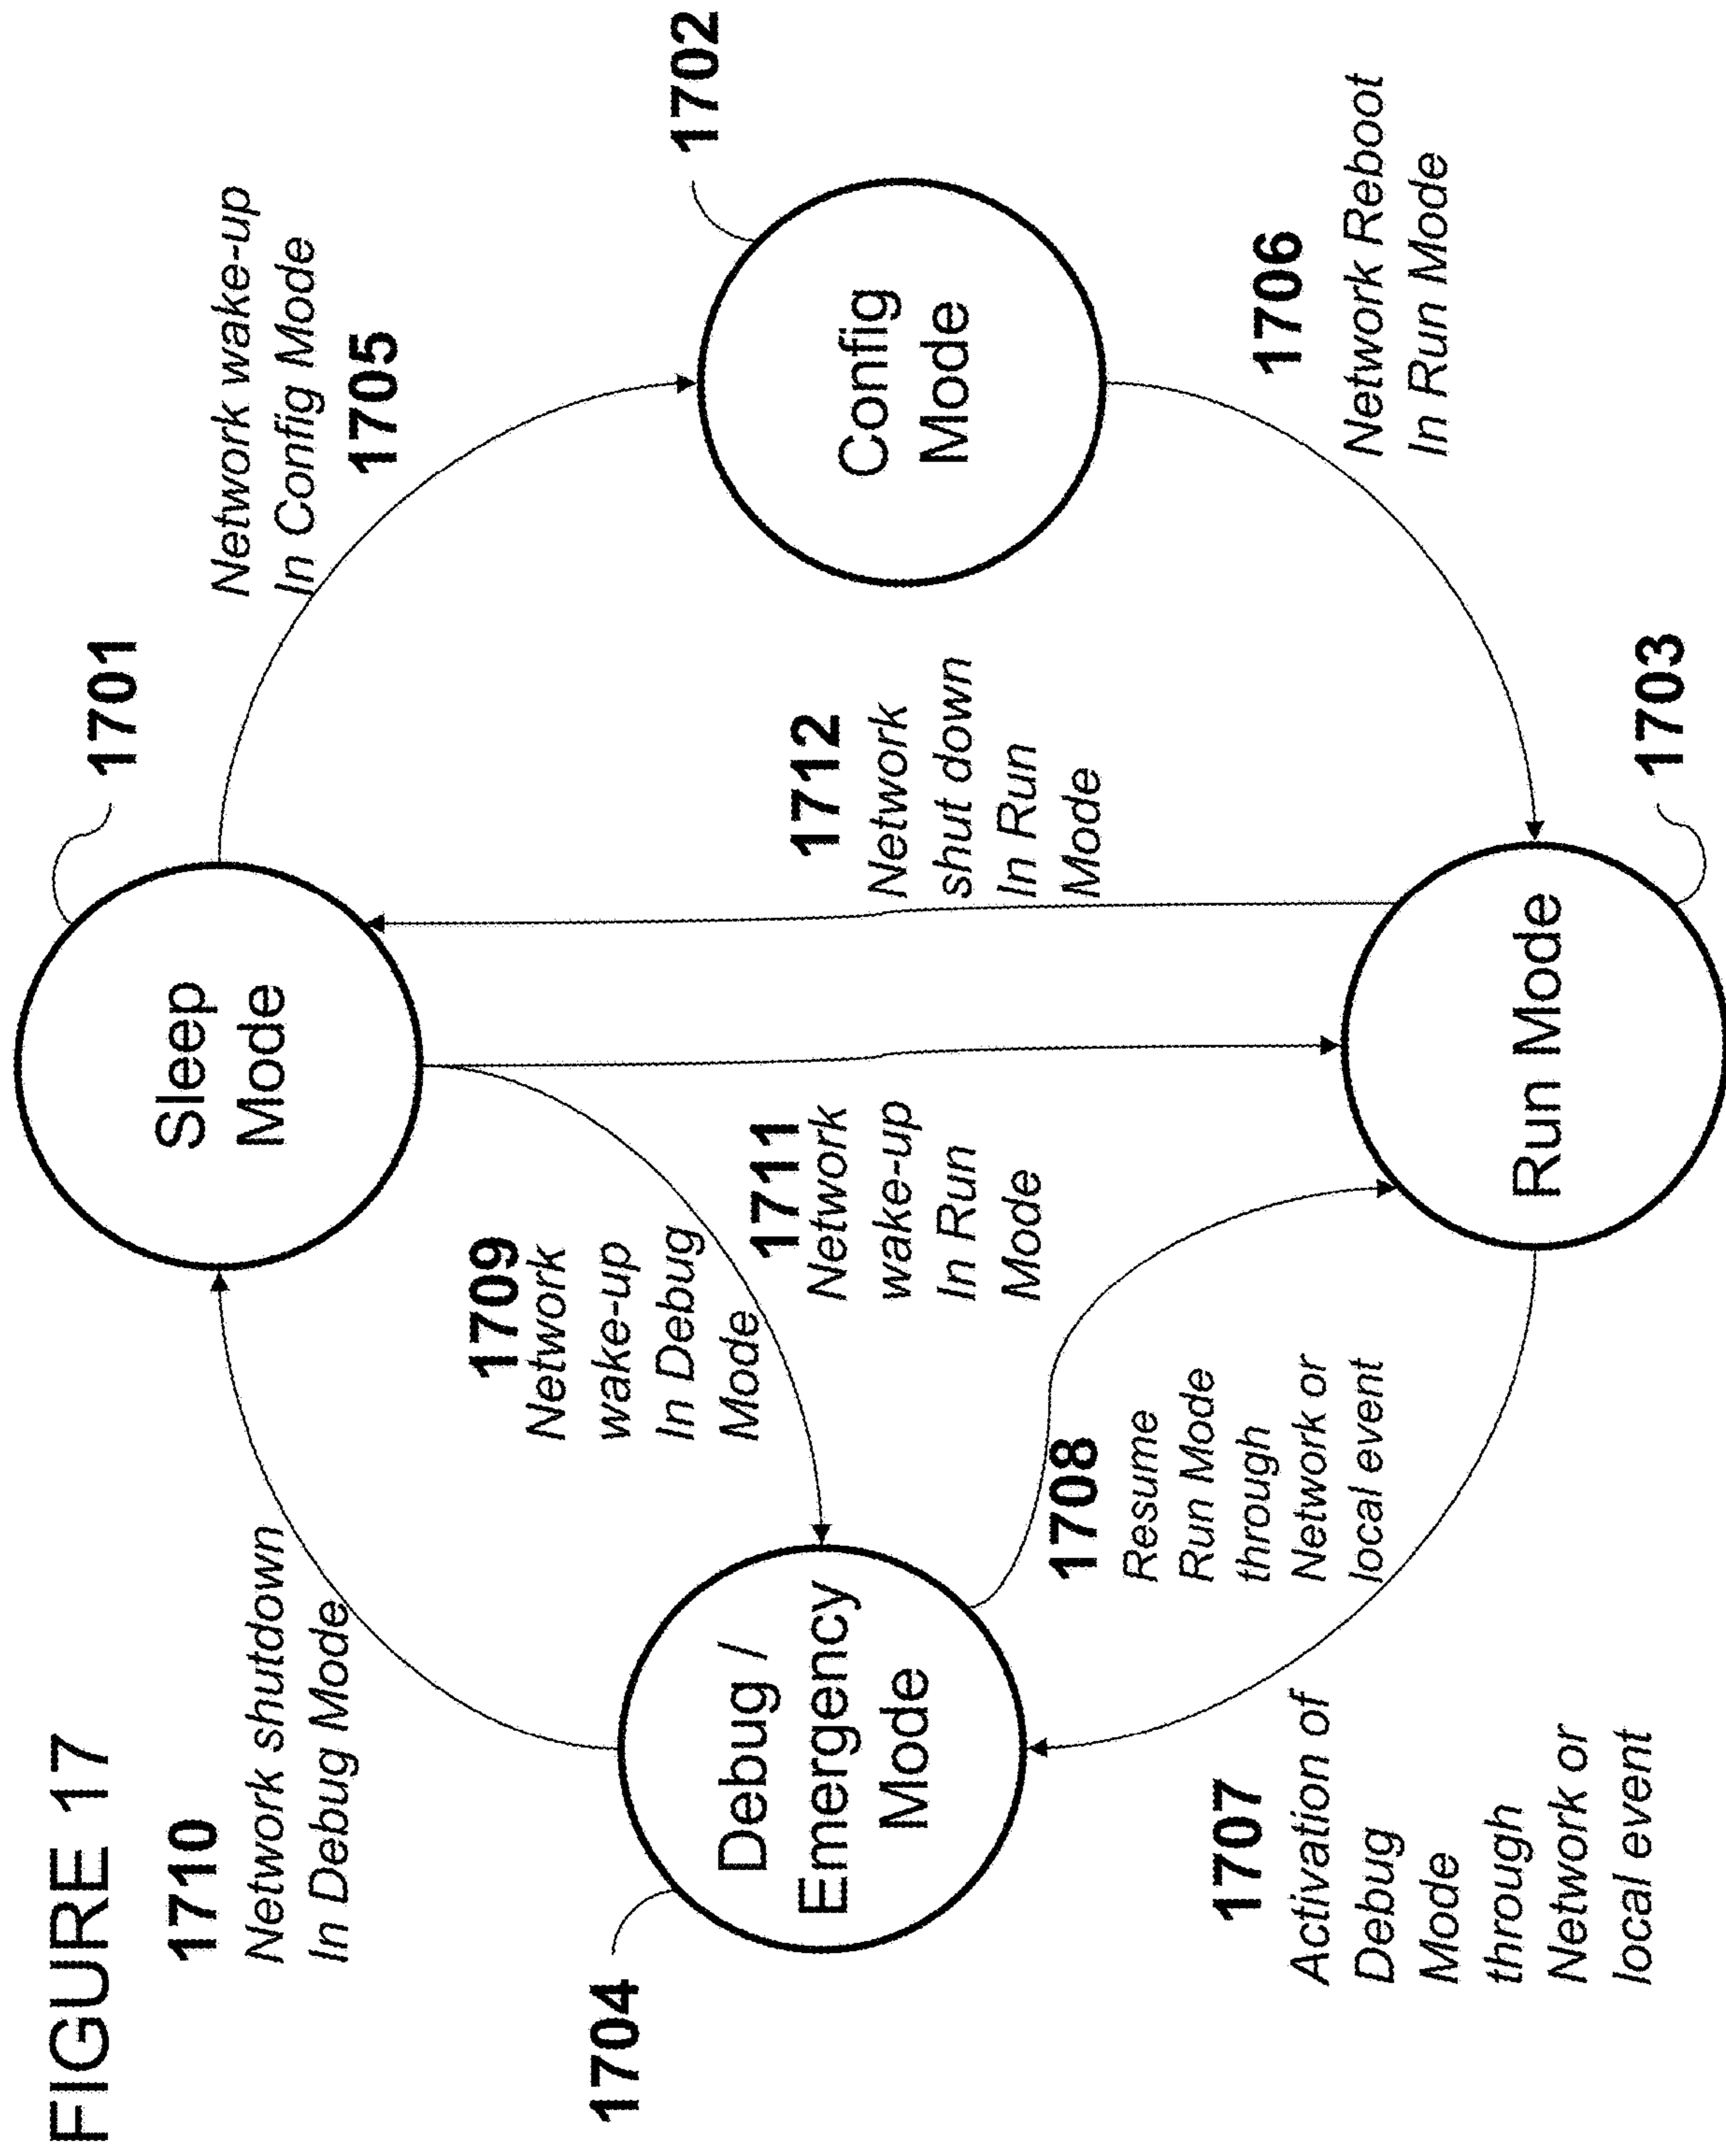 FIGURE 17
1710
Network shutdown
In Debug Mode
Sleep
Mode
1701
Network wake-up
In Config Mode
1705
1704
Debug /
Emergency
Mode
1709
Network
wake-up
In Debug
Mode
1711
Network
wake-up
In Run
Mode
1712
Network
shut down
In Run
Mode
Config
Mode
1702
1708
Resume
Run Mode
through
Network or
local event
1707
Activation of
Debug
Mode
through
Network or
local event
Run Mode
1703
1706
Network Reboot
In Run Mode